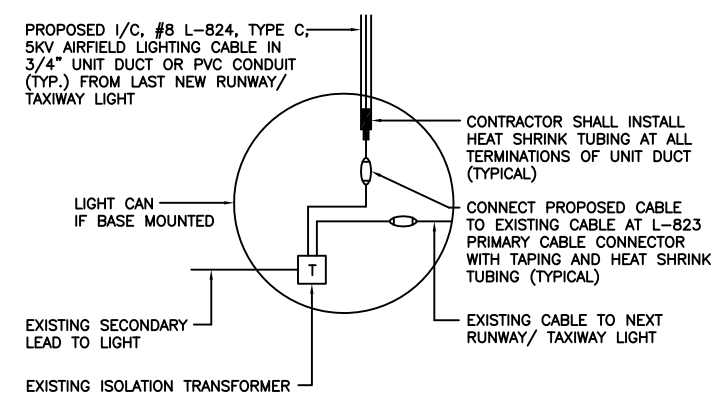 PROPOSED I/C, #8 L-824, TYPE C,
5KV AIRFIELD LIGHTING CABLE IN
3/4" UNIT DUCT OR PVC CONDUIT
(TYP.) FROM LAST NEW RUNWAY/
TAXIWAY LIGHT
CONTRACTOR SHALL INSTALL
HEAT SHRINK TUBING AT ALL
TERMINATIONS OF UNIT DUCT
(TYPICAL)
LIGHT CAN
IF BASE MOUNTED
CONNECT PROPOSED CABLE
TO EXISTING CABLE AT L-823
PRIMARY CABLE CONNECTOR
WITH TAPING AND HEAT SHRINK
TUBING (TYPICAL)
T
EXISTING SECONDARY
LEAD TO LIGHT
EXISTING CABLE TO NEXT
RUNWAY/ TAXIWAY LIGHT
EXISTING ISOLATION TRANSFORMER